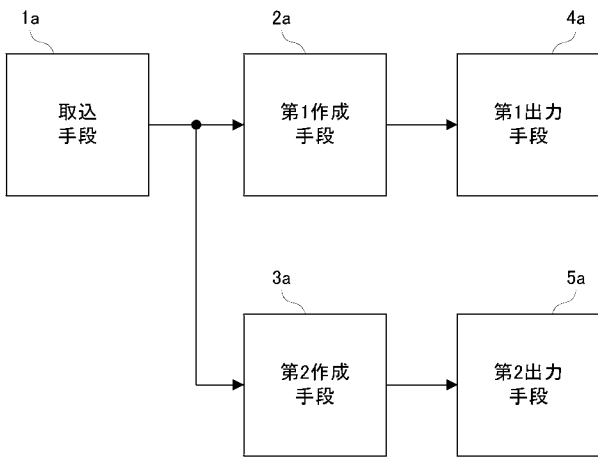 1a
2a
4a
取込
手段
第1作成
手段
第1出力
手段
3a
5a
第2作成
手段
第2出力
手段